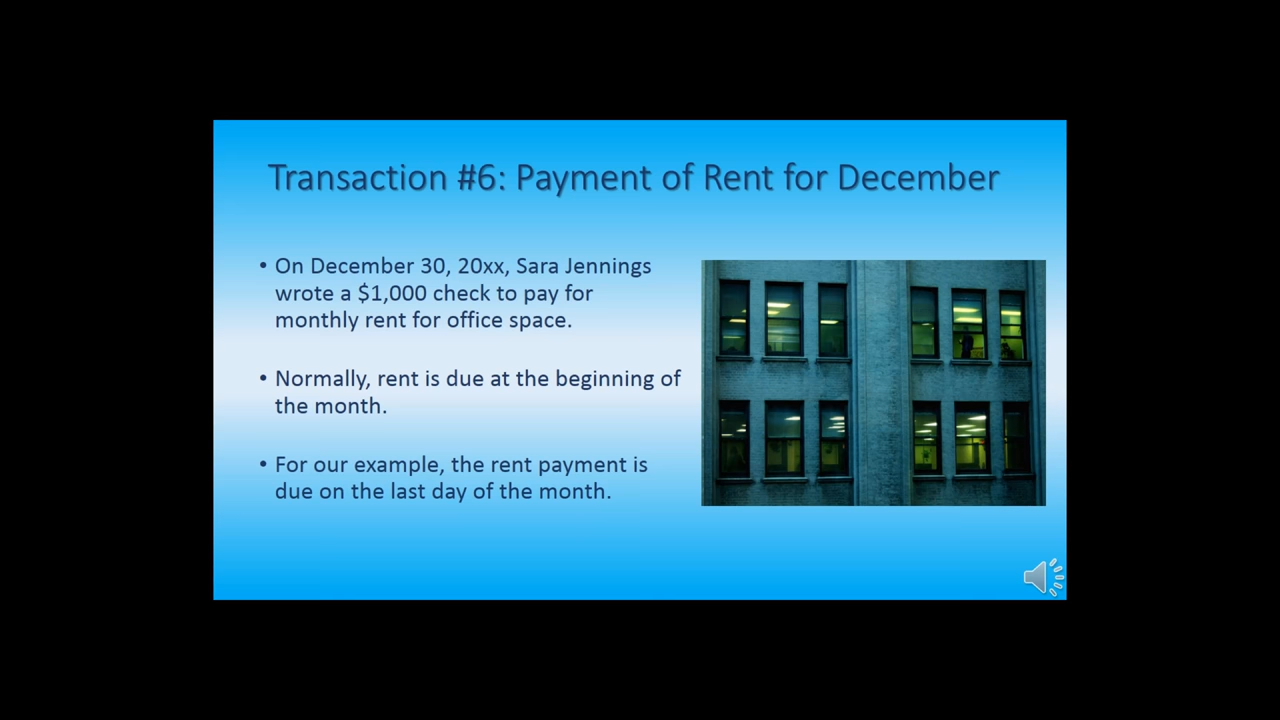 Transaction #6: Payment of Rent for December
• On December 30, 20xx, Sara Jennings
wrote a $1,000 check to pay for
monthly rent for office space.
• Normally, rent is due at the beginning of
the month.
• For our example, the rent payment is
due on the last day of the month.